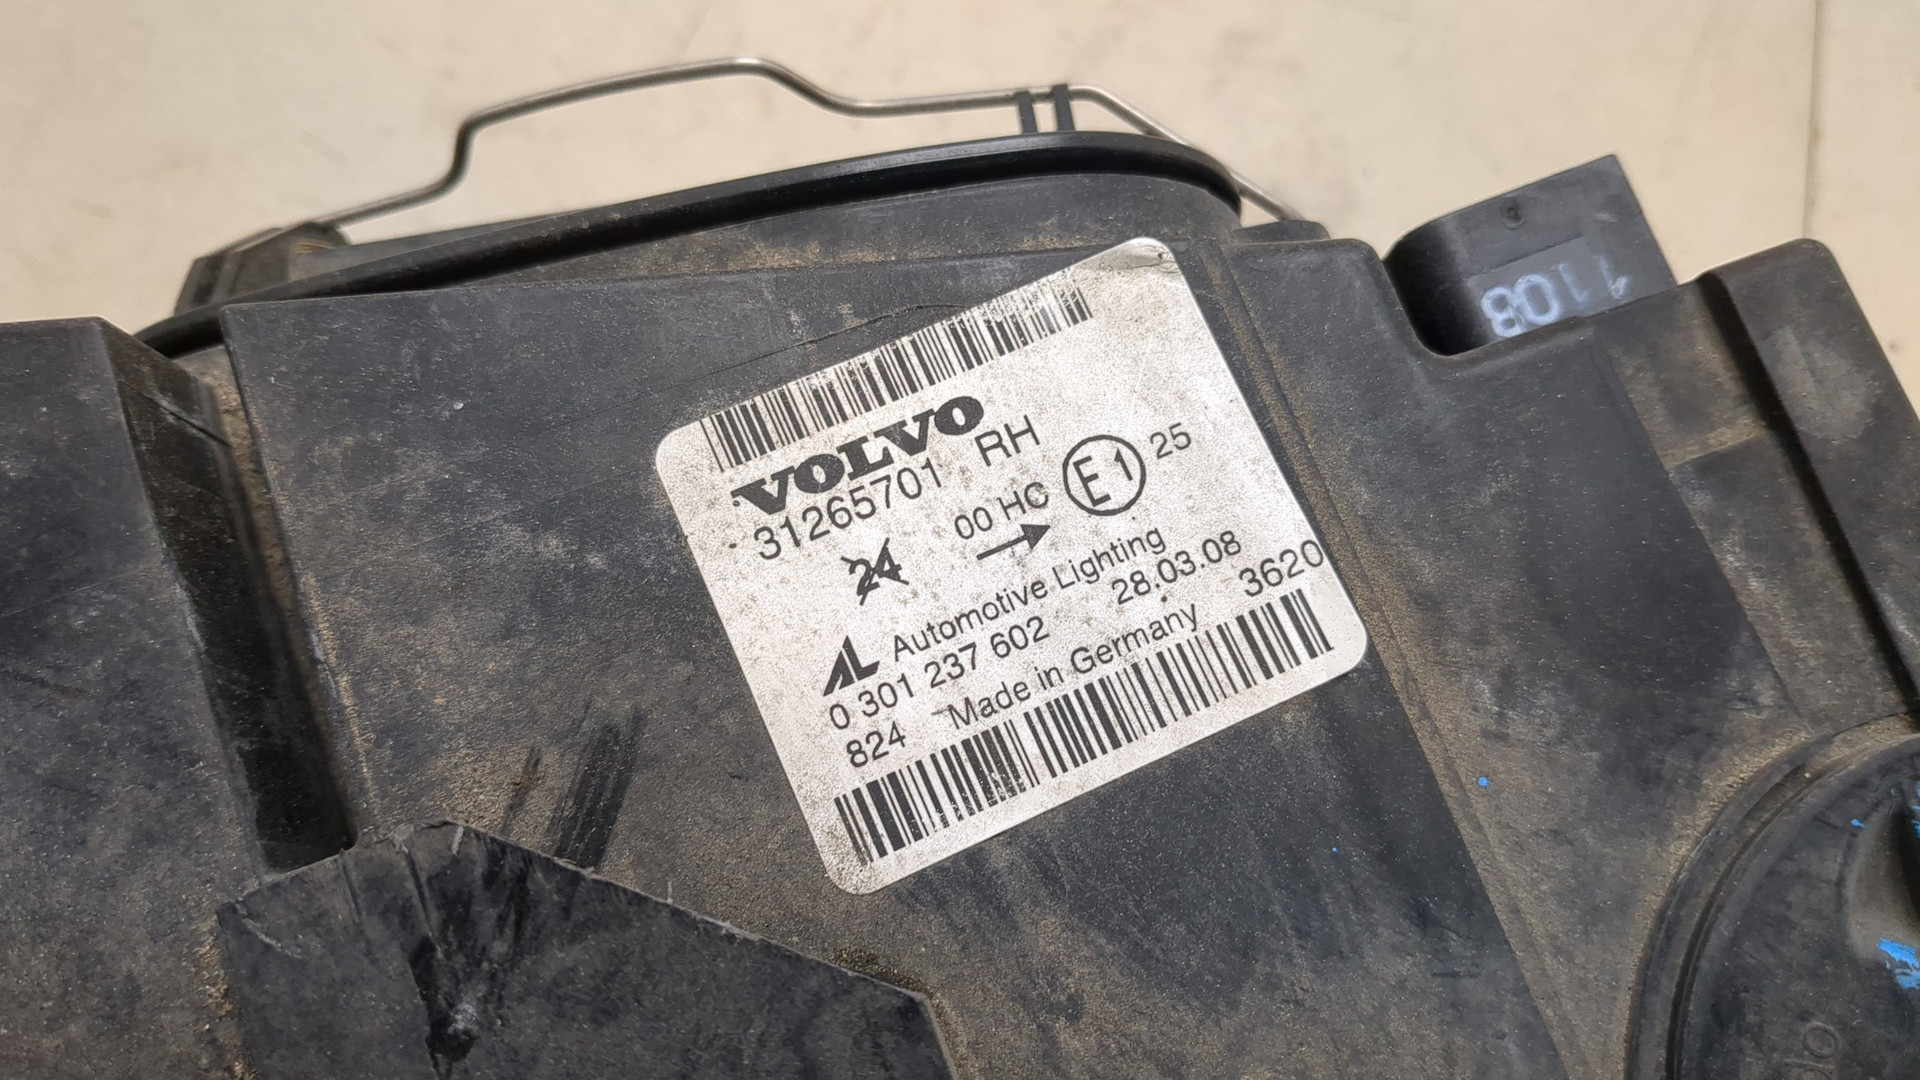 VOLVO
31265701 RH
24 00 HC E1 25
AL Automotive Lighting
0 301 237 602 28.03.08
824 Made in Germany 3620
1108